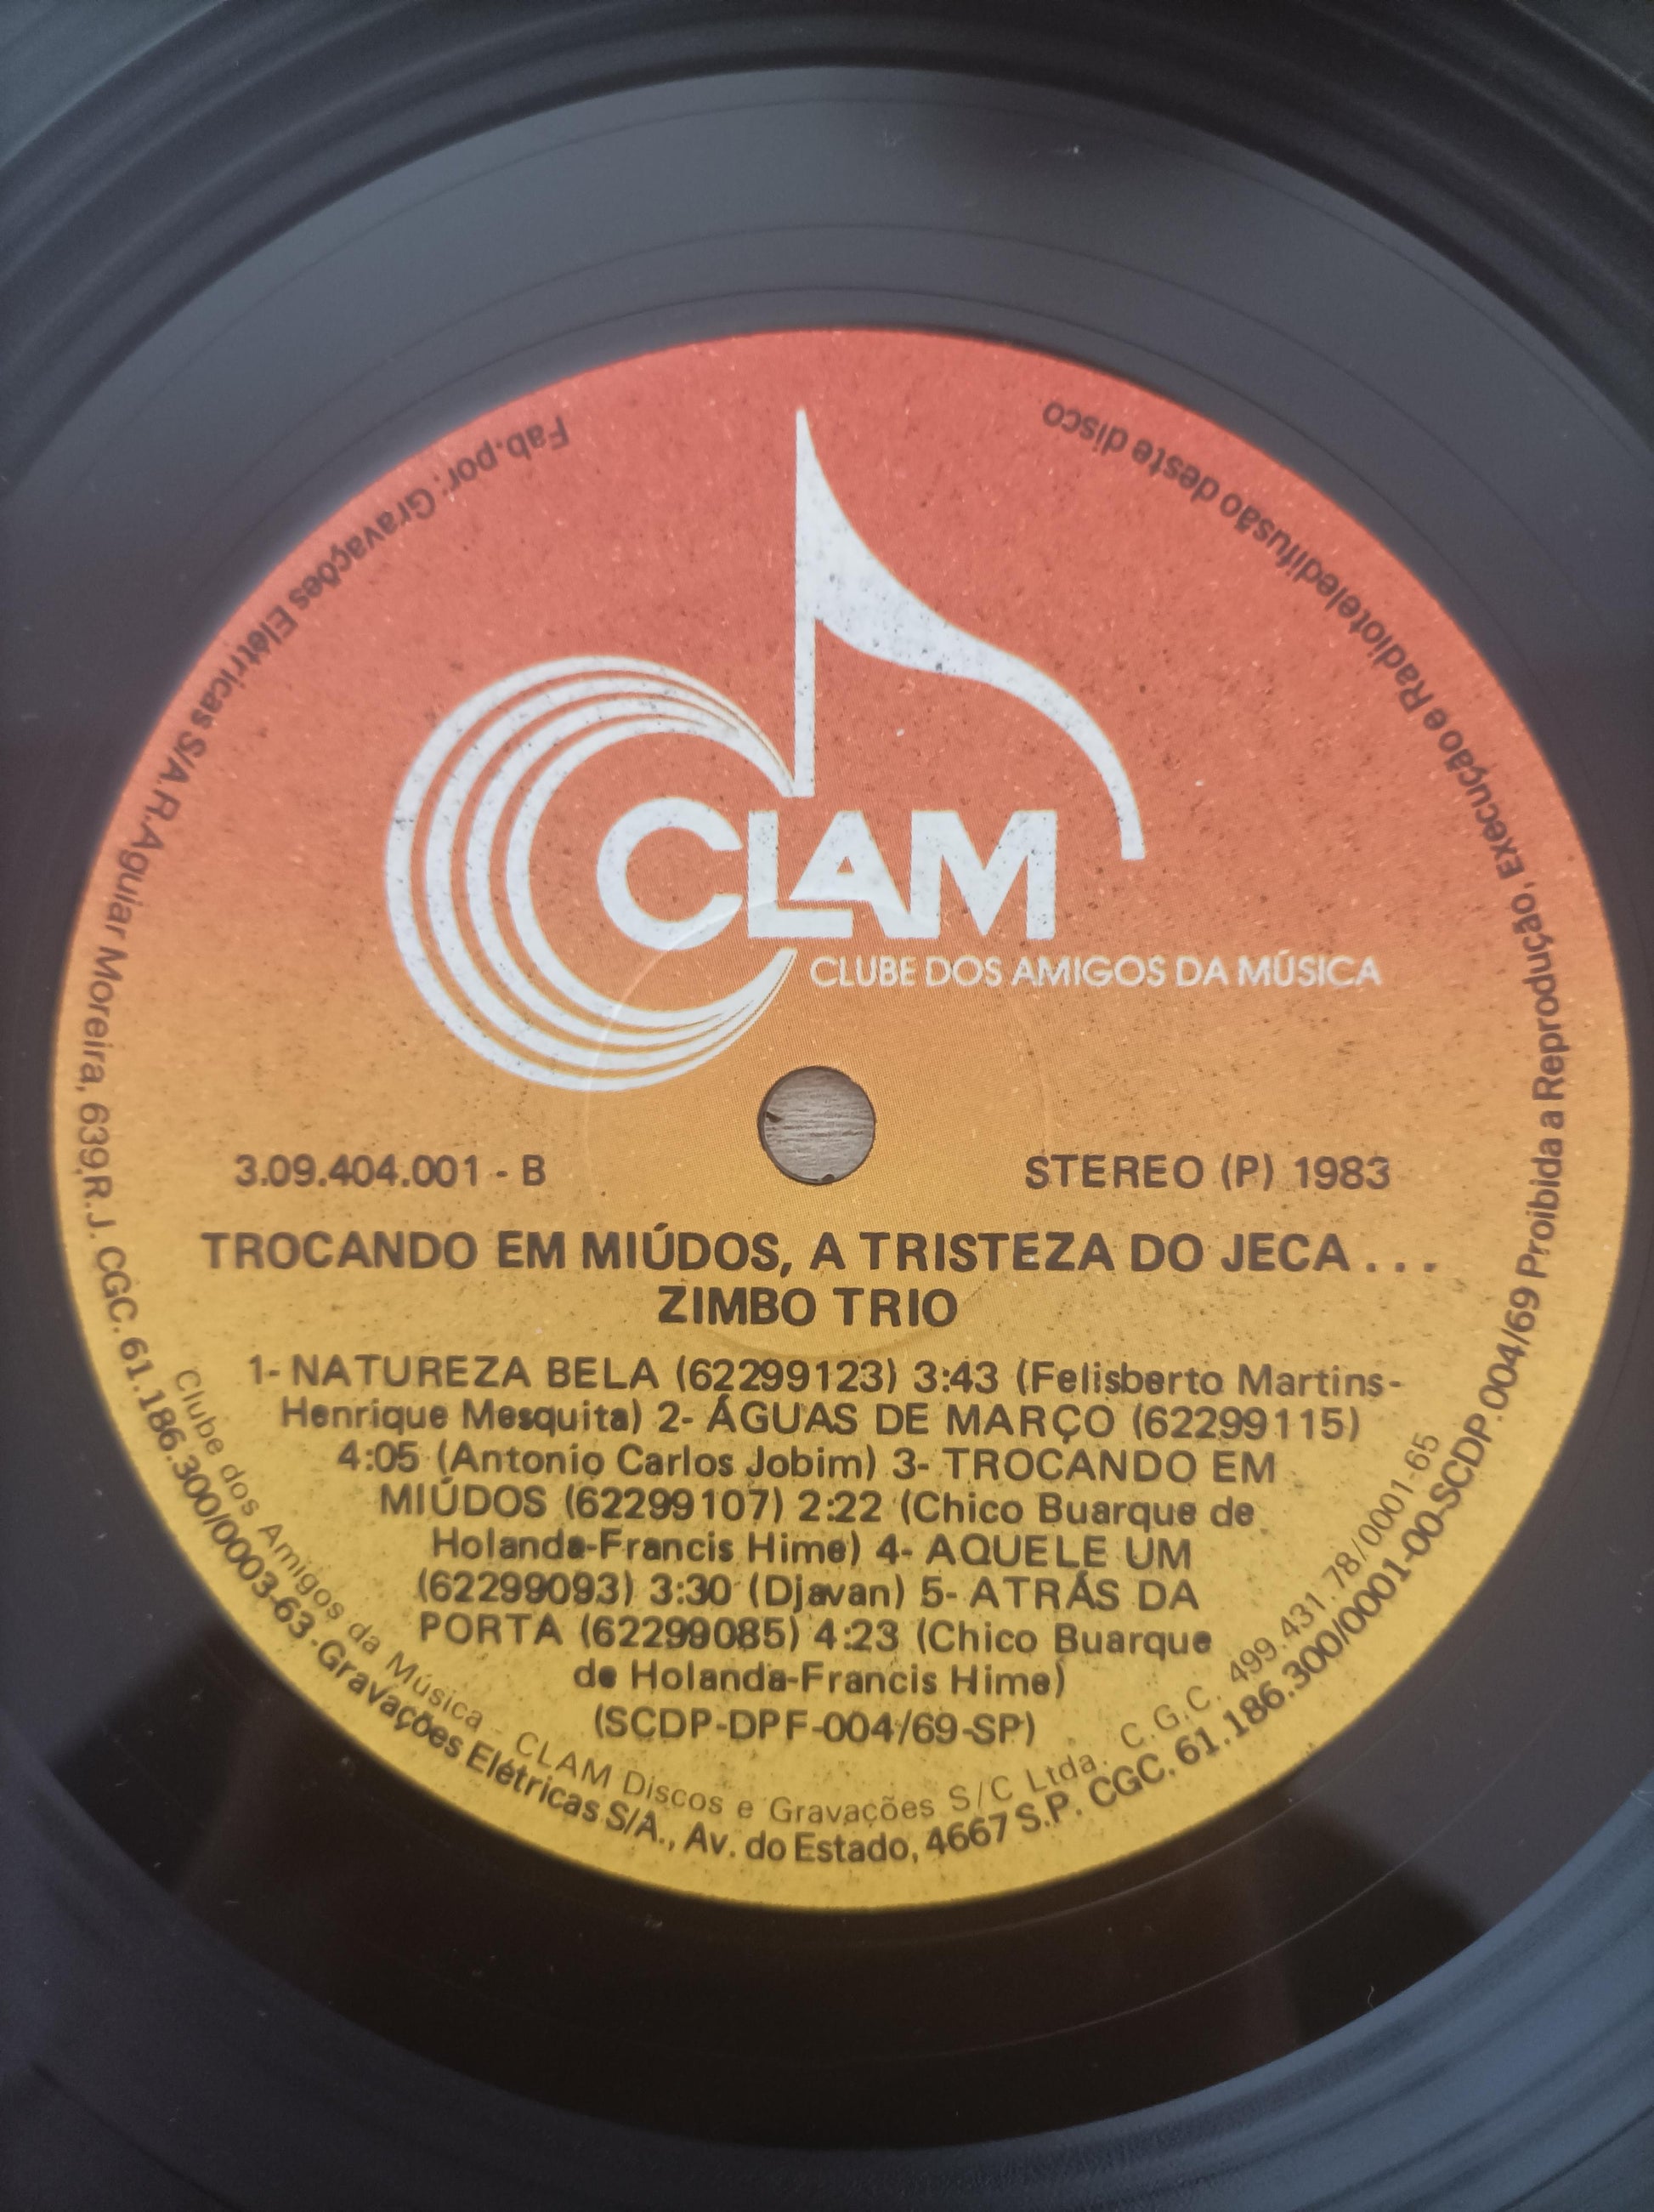 CLAM
CLUBE DOS AMIGOS DA MÚSICA
3.09.404.001 - B
STEREO (P) 1983
TROCANDO EM MIÚDOS, A TRISTEZA DO JECA...
ZIMBO TRIO
1- NATUREZA BELA (62299123) 3:43 (Felisberto Martins-
Henrique Mesquita) 2- ÁGUAS DE MARÇO (62299115)
4:05 (Antonio Carlos Jobim) 3- TROCANDO EM
MIÚDOS (62299107) 2:22 (Chico Buarque de
Holanda-Francis Hime) 4- AQUELE UM
(62299093) 3:30 (Djavan) 5- ATRÁS DA
PORTA (62299085) 4:23 (Chico Buarque
de Holanda-Francis Hime)
(SCDP-DPF-004/69-SP)
Clube dos Amigos da Música - CLAM Discos e Gravações S/C Ltda. C.G.C. 499.431.78/0001-65
Fab.por: Gravações Elétricas S/A.R.Aguiar Moreira, 639,R.J. CGC. 61.186.300/0003-63-Gravações Elétricas S/A., Av. do Estado, 4667 S.P. CGC. 61.186.300/0001-00-SCDP.004/69 Proibida a Reprodução, Execução e Radioteledifusão deste disco